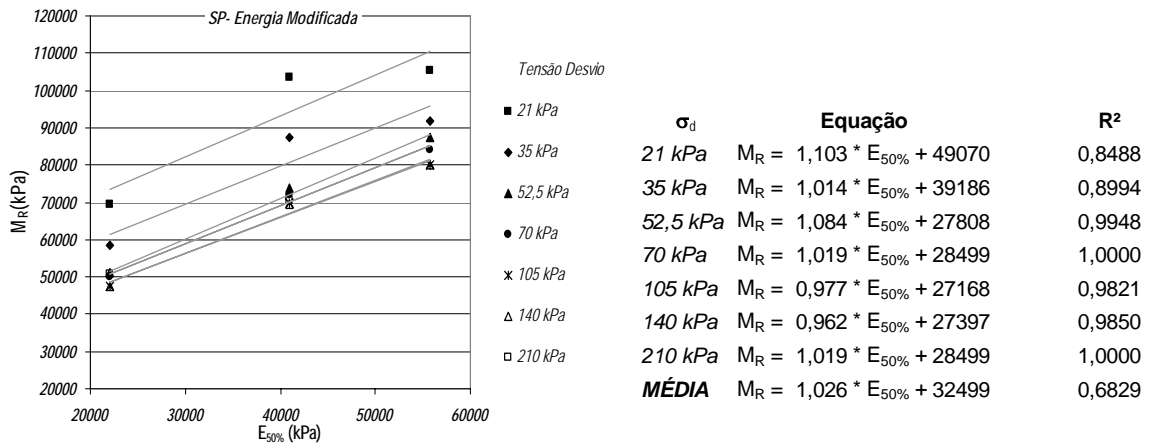 SP- Energia Modificada
120000
110000
100000
90000
80000
70000
60000
50000
40000
30000
20000
M R (kPa)
20000 30000 40000 50000 60000
E50% (kPa)
Tensão Desvio
21 kPa
35 kPa
52,5 kPa
70 kPa
105 kPa
140 kPa
210 kPa
σd Equação R²
21 kPa MR = 1,103 * E50% + 49070 0,8488
35 kPa MR = 1,014 * E50% + 39186 0,8994
52,5 kPa MR = 1,084 * E50% + 27808 0,9948
70 kPa MR = 1,019 * E50% + 28499 1,0000
105 kPa MR = 0,977 * E50% + 27168 0,9821
140 kPa MR = 0,962 * E50% + 27397 0,9850
210 kPa MR = 1,019 * E50% + 28499 1,0000
MÉDIA MR = 1,026 * E50% + 32499 0,6829